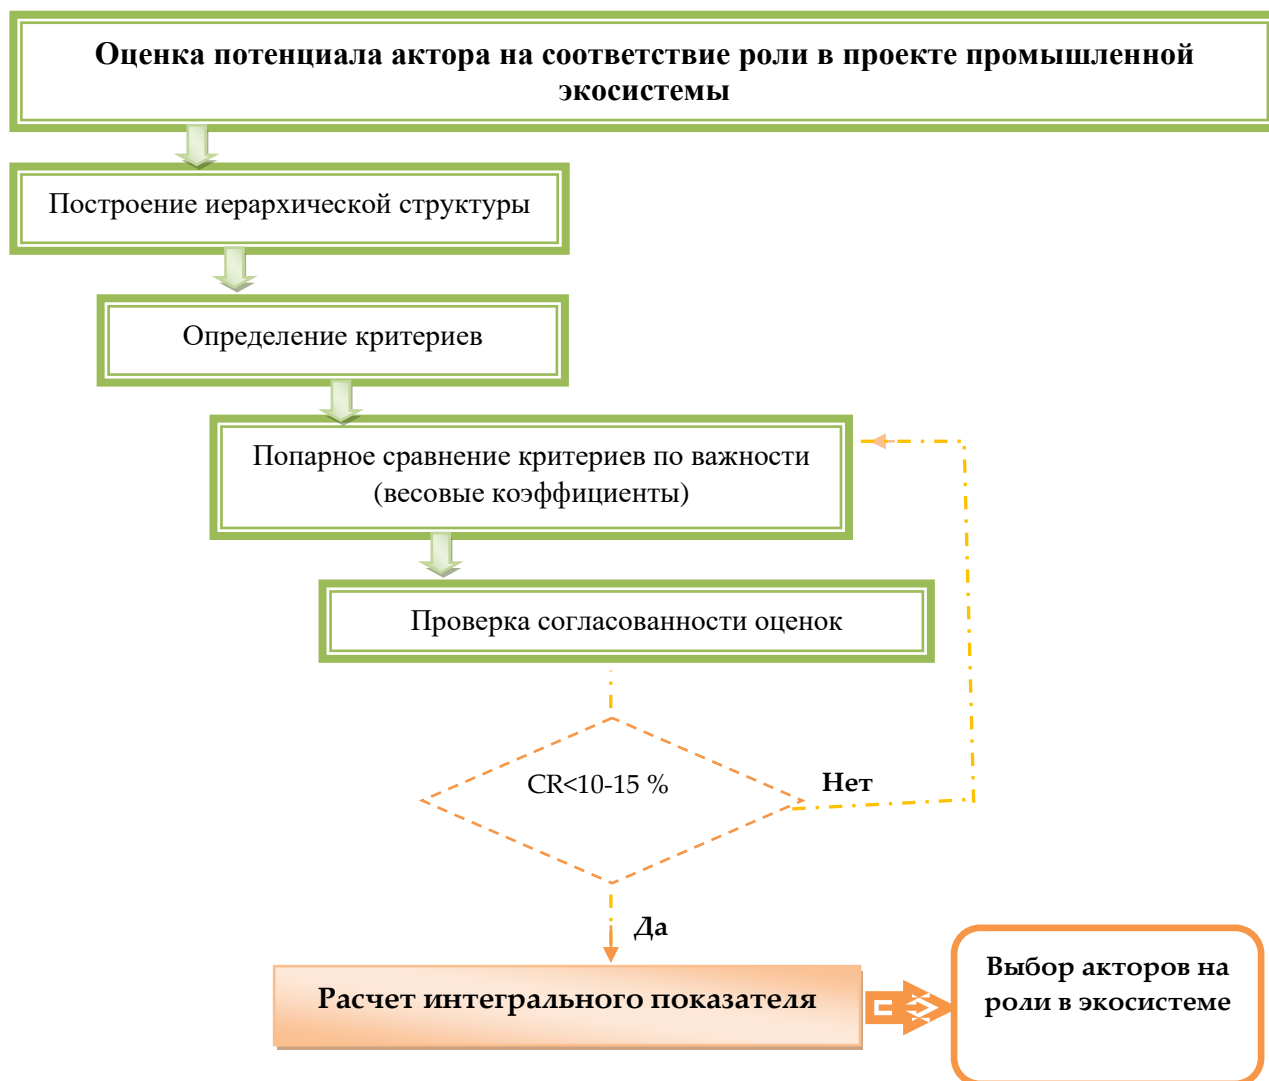 Оценка потенциала актора на соответствие роли в проекте промышленной
экосистемы
Построение иерархической структуры
Определение критериев
Попарное сравнение критериев по важности
(весовые коэффициенты)
Проверка согласованности оценок
CR<10-15 %
Нет
Да
Расчет интегрального показателя
Выбор акторов на
роли в экосистеме